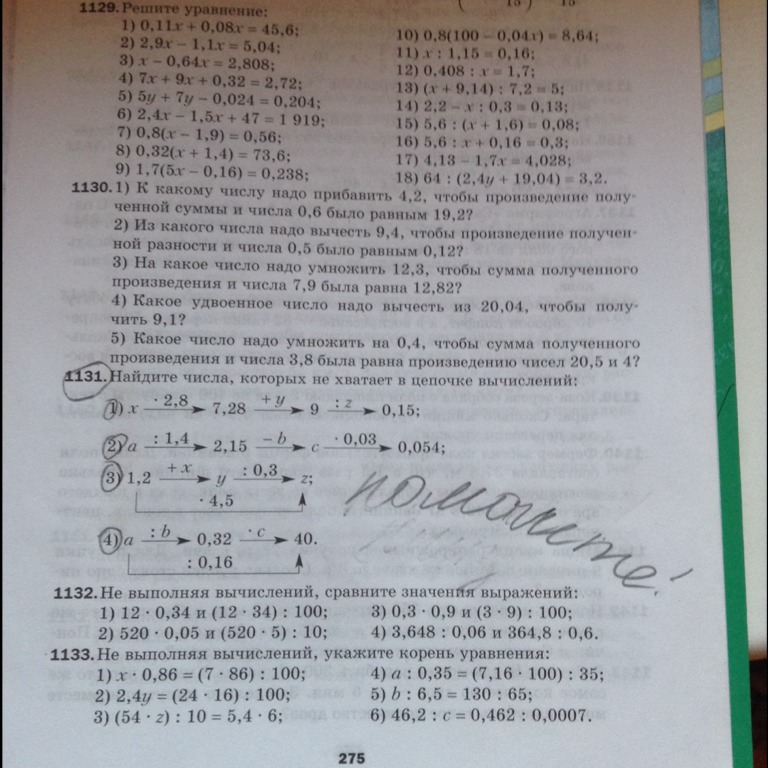 1129. Решите уравнение:
1) 0,11x + 0,08x = 45,6;
2) 2,9x − 1,1x = 5,04;
3) x − 0,64x = 2,808;
4) 7x + 9x + 0,32 = 2,72;
5) 5y + 7y − 0,024 = 0,204;
6) 2,4x − 1,5x + 47 = 1 919;
7) 0,8(x − 1,9) = 0,56;
8) 0,32(x + 1,4) = 73,6;
9) 1,7(5x − 0,16) = 0,238;
10) 0,8(100 − 0,04x) = 8,64;
11) x : 1,15 = 0,16;
12) 0,408 : x = 1,7;
13) (x + 9,14) : 7,2 = 5;
14) 2,2 − x : 0,3 = 0,13;
15) 5,6 : (x + 1,6) = 0,08;
16) 5,6 : x + 0,16 = 0,3;
17) 4,13 − 1,7x = 4,028;
18) 64 : (2,4y + 19,04) = 3,2.
1130. 1) К какому числу надо прибавить 4,2, чтобы произведение полу-
ченной суммы и числа 0,6 было равным 19,2?
2) Из какого числа надо вычесть 9,4, чтобы произведение получен-
ной разности и числа 0,5 было равным 0,12?
3) На какое число надо умножить 12,3, чтобы сумма полученного
произведения и числа 7,9 была равна 12,82?
4) Какое удвоенное число надо вычесть из 20,04, чтобы полу-
чить 9,1?
5) Какое число надо умножить на 0,4, чтобы сумма полученного
произведения и числа 3,8 была равна произведению чисел 20,5 и 4?
1131. Найдите числа, которых не хватает в цепочке вычислений:
1) x · 2,8 → 7,28 + y → 9 : z → 0,15;
2) a : 1,4 → 2,15 − b → c · 0,03 → 0,054;
3) 1,2 + x → y : 0,3 → z;
· 4,5
4) a : b → 0,32 · c → 40.
: 0,16
помогите!
1132. Не выполняя вычислений, сравните значения выражений:
1) 12 · 0,34 и (12 · 34) : 100;
2) 520 · 0,05 и (520 · 5) : 10;
3) 0,3 · 0,9 и (3 · 9) : 100;
4) 3,648 : 0,06 и 364,8 : 0,6.
1133. Не выполняя вычислений, укажите корень уравнения:
1) x · 0,86 = (7 · 86) : 100;
2) 2,4y = (24 · 16) : 100;
3) (54 · z) : 10 = 5,4 · 6;
4) a : 0,35 = (7,16 · 100) : 35;
5) b : 6,5 = 130 : 65;
6) 46,2 : c = 0,462 : 0,0007.
275